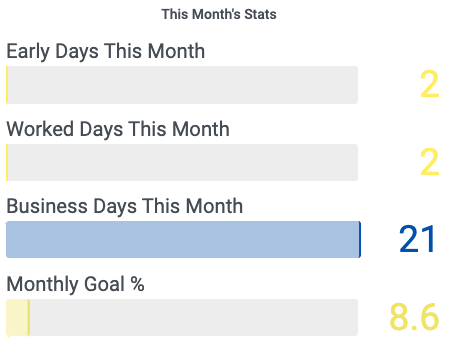 This Month's Stats
Early Days This Month
2
Worked Days This Month
2
Business Days This Month
21
Monthly Goal %
8.6